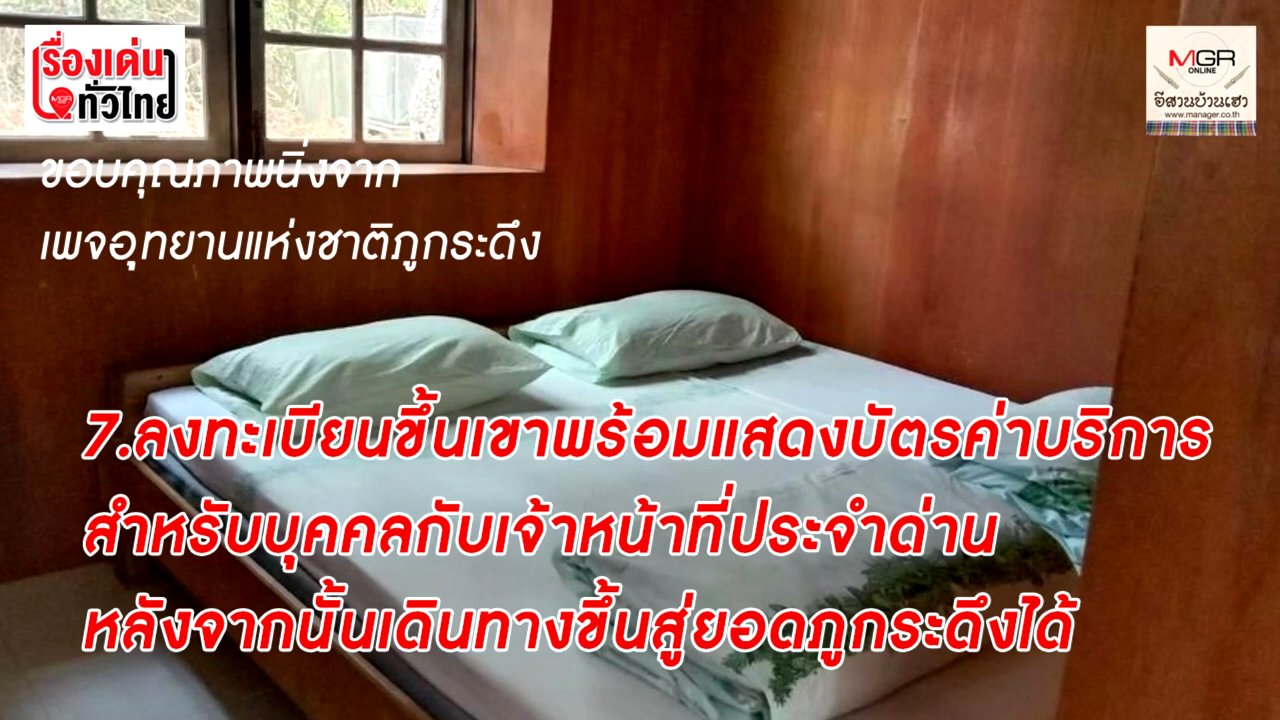 เรื่องเด่น
MGR
ทั่วไทย
MGR
ONLINE
อีสานบ้านเฮา
www.manager.co.th
ขอบคุณภาพนิ่งจาก
เพจอุทยานแห่งชาติภูกระดึง
7.ลงทะเบียนขึ้นเขาพร้อมแสดงบัตรค่าบริการ
สำหรับบุคคลกับเจ้าหน้าที่ประจำด่าน
หลังจากนั้นเดินทางขึ้นสู่ยอดภูกระดึงได้